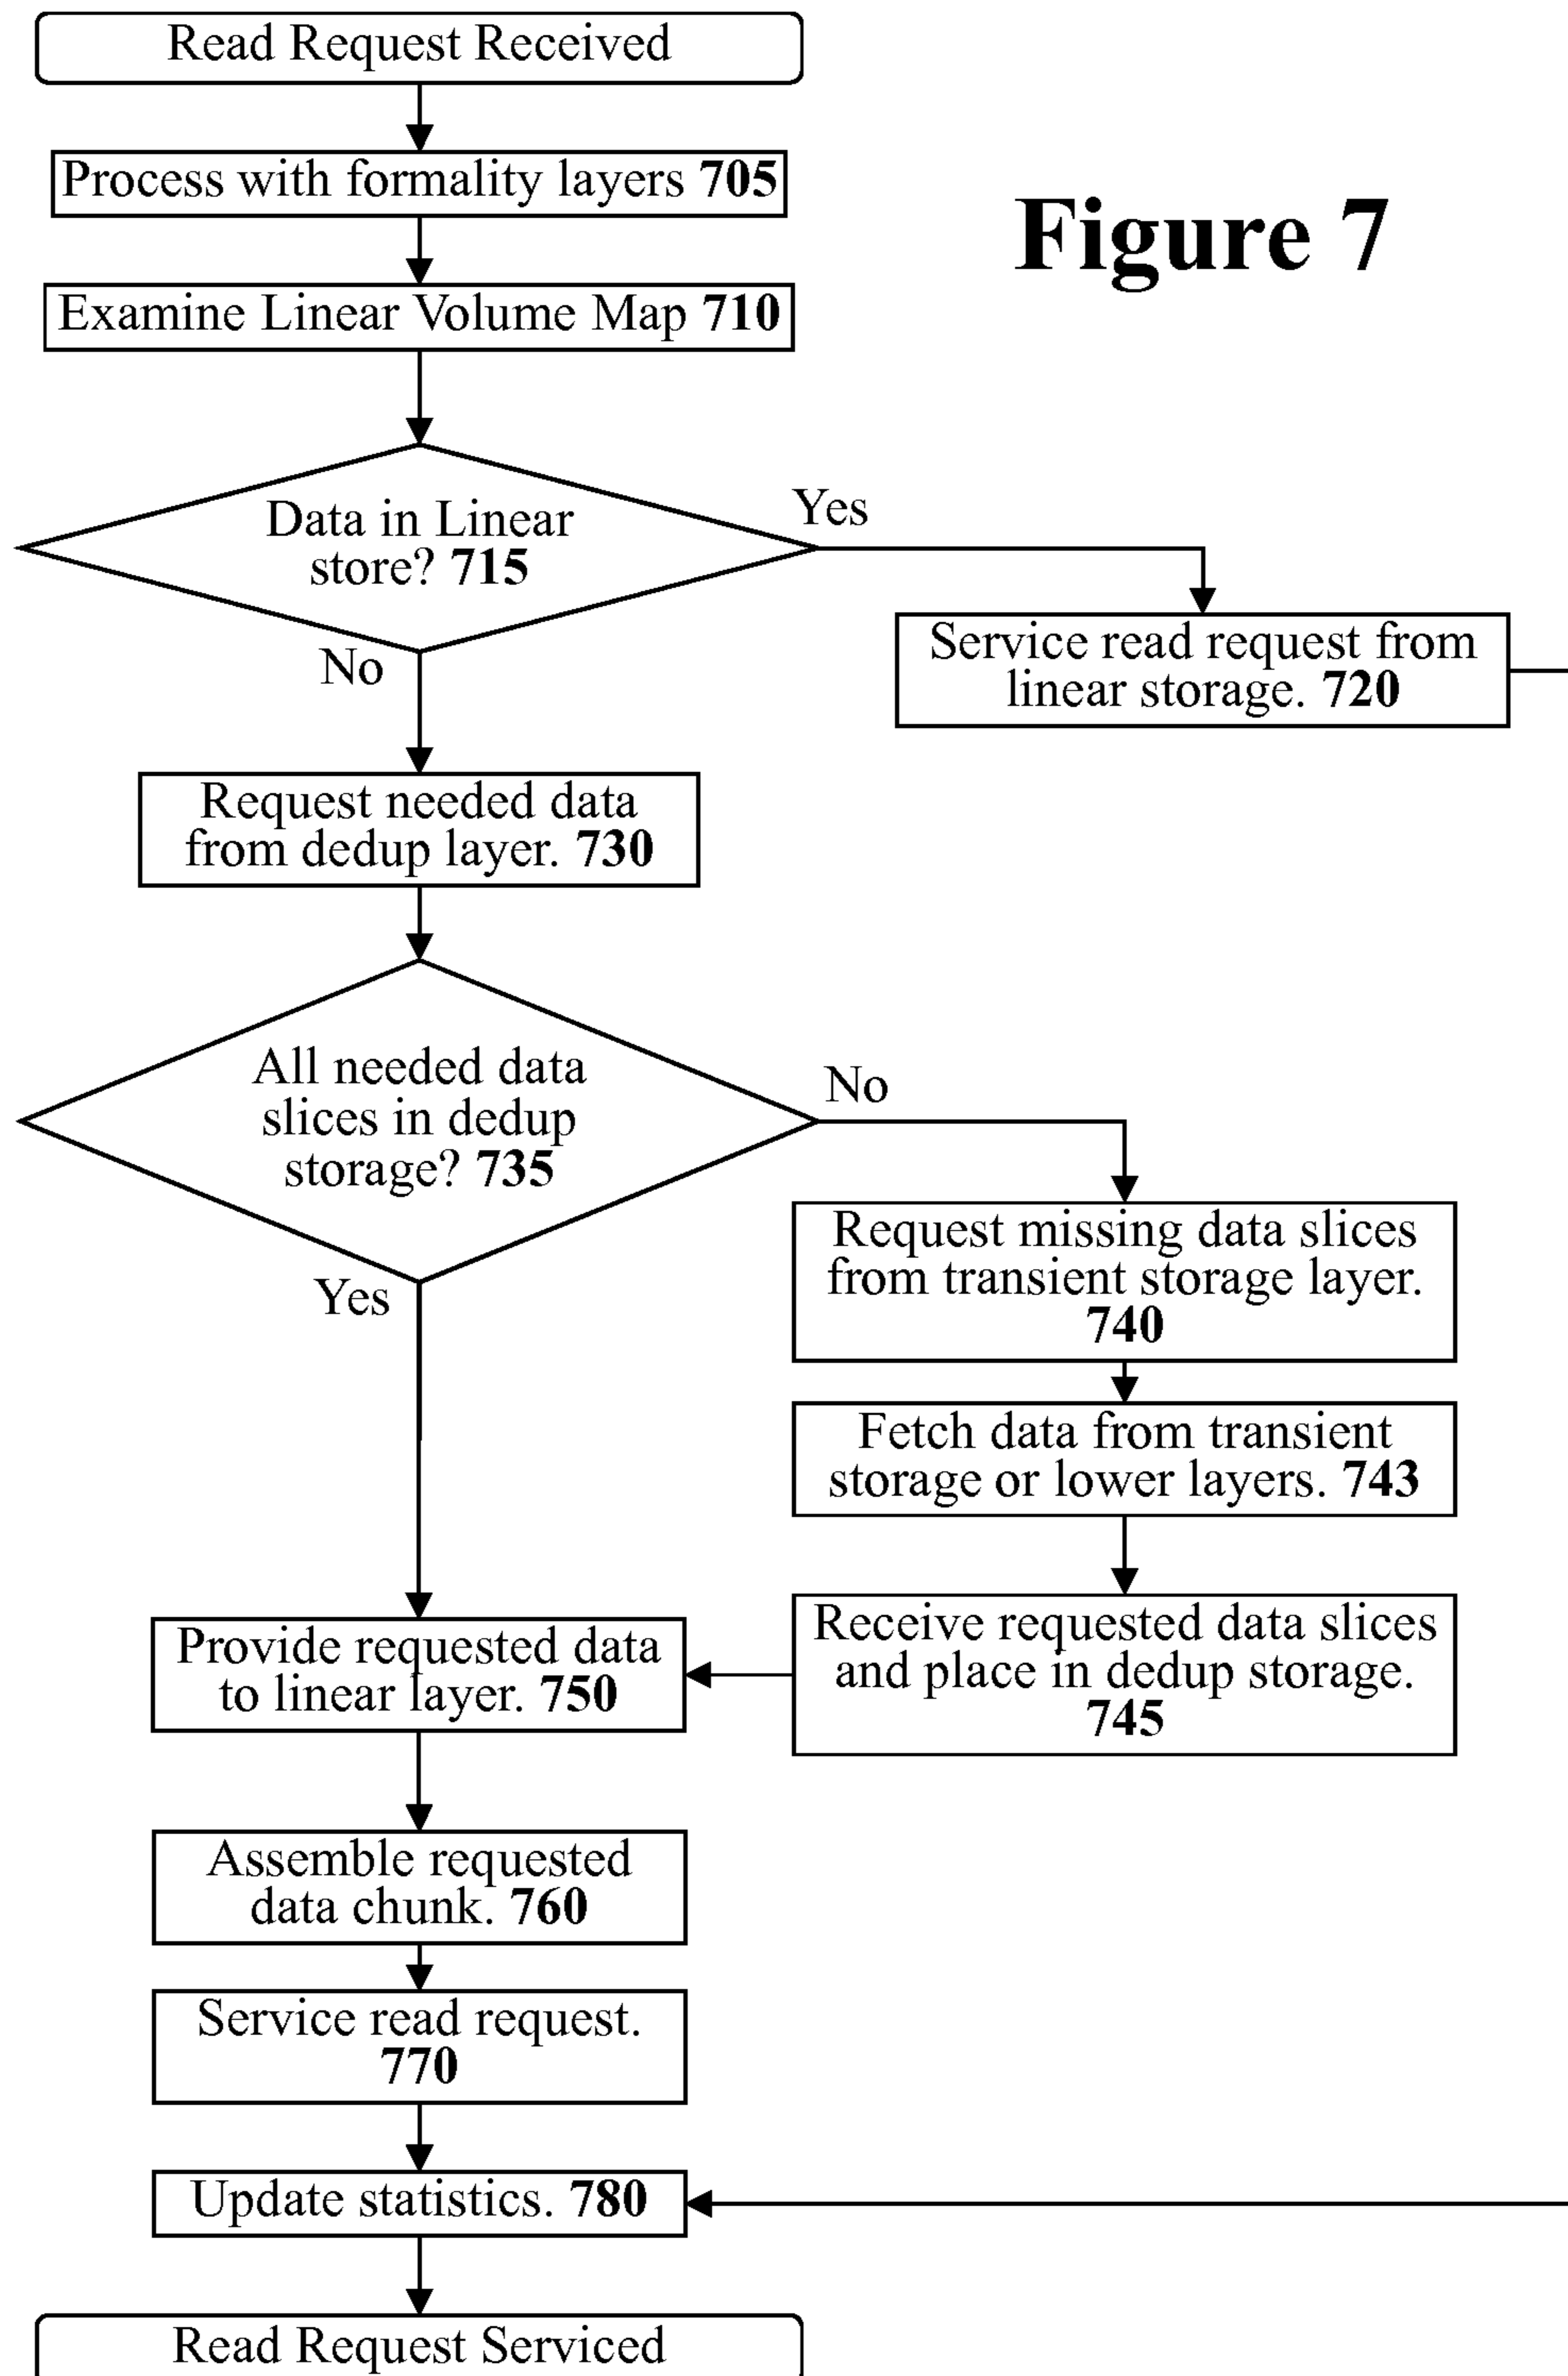 Read Request Received
Process with formality layers 705
Figure 7
Examine Linear Volume Map 710
Data in Linear
store? 715
Yes
No
Service read request from
linear storage. 720
Request needed data
from dedup layer. 730
All needed data
slices in dedup
storage? 735
No
Yes
Request missing data slices
from transient storage layer.
740
Fetch data from transient
storage or lower layers. 743
Receive requested data slices
and place in dedup storage.
745
Provide requested data
to linear layer. 750
Assemble requested
data chunk. 760
Service read request.
770
Update statistics. 780
Read Request Serviced